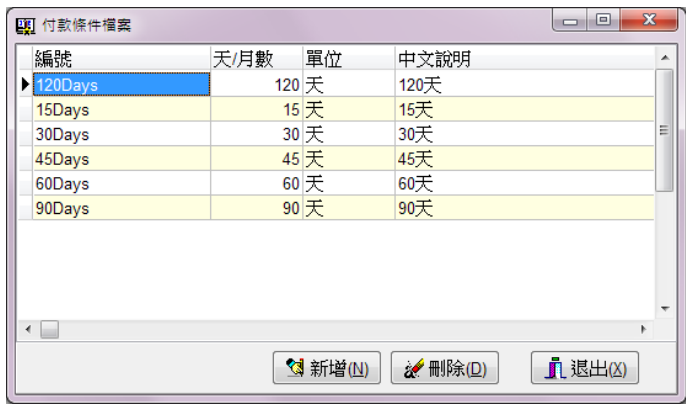 付款條件檔案
編號 天/月數 單位 中文說明
120Days 120 天 120天
15Days 15 天 15天
30Days 30 天 30天
45Days 45 天 45天
60Days 60 天 60天
90Days 90 天 90天
新增(N) 刪除(D) 退出(X)